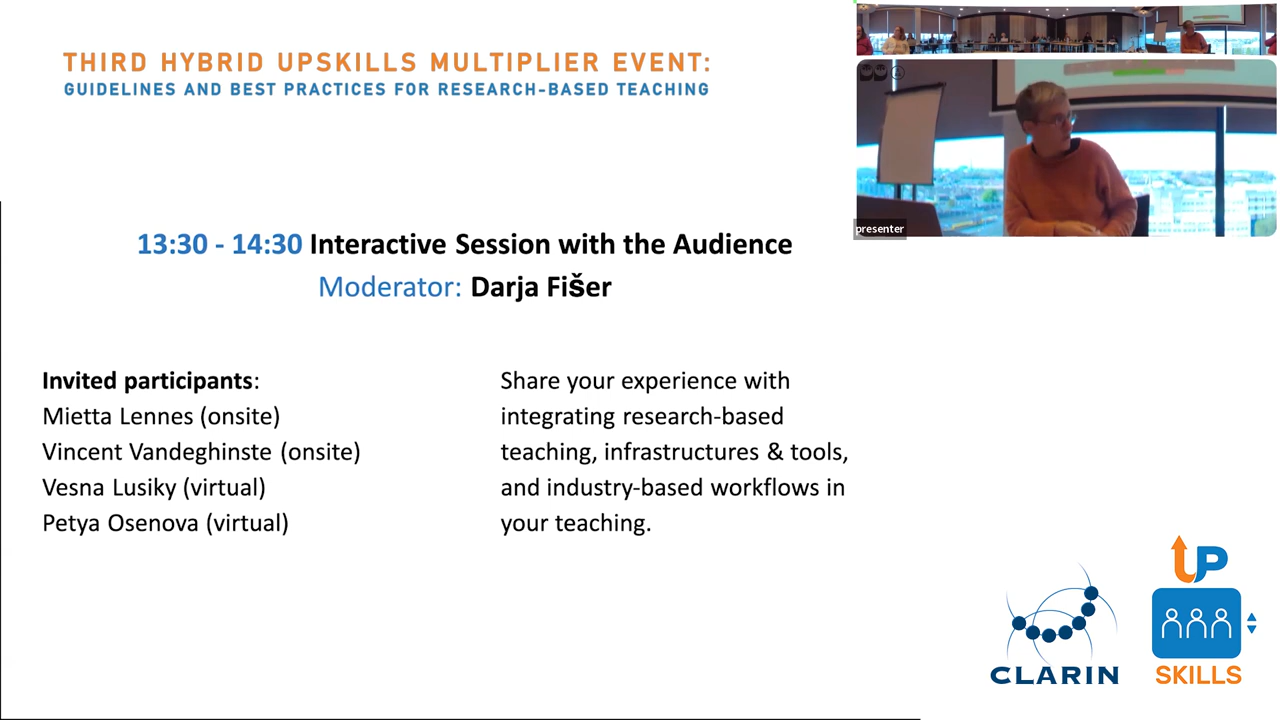 THIRD HYBRID UPSKILLS MULTIPLIER EVENT:
GUIDELINES AND BEST PRACTICES FOR RESEARCH-BASED TEACHING
presenter
13:30 - 14:30 Interactive Session with the Audience
Moderator: Darja Fišer
Invited participants:
Mietta Lennes (onsite)
Vincent Vandeghinste (onsite)
Vesna Lusiky (virtual)
Petya Osenova (virtual)
Share your experience with
integrating research-based
teaching, infrastructures & tools,
and industry-based workflows in
your teaching.
CLARIN
UP
SKILLS